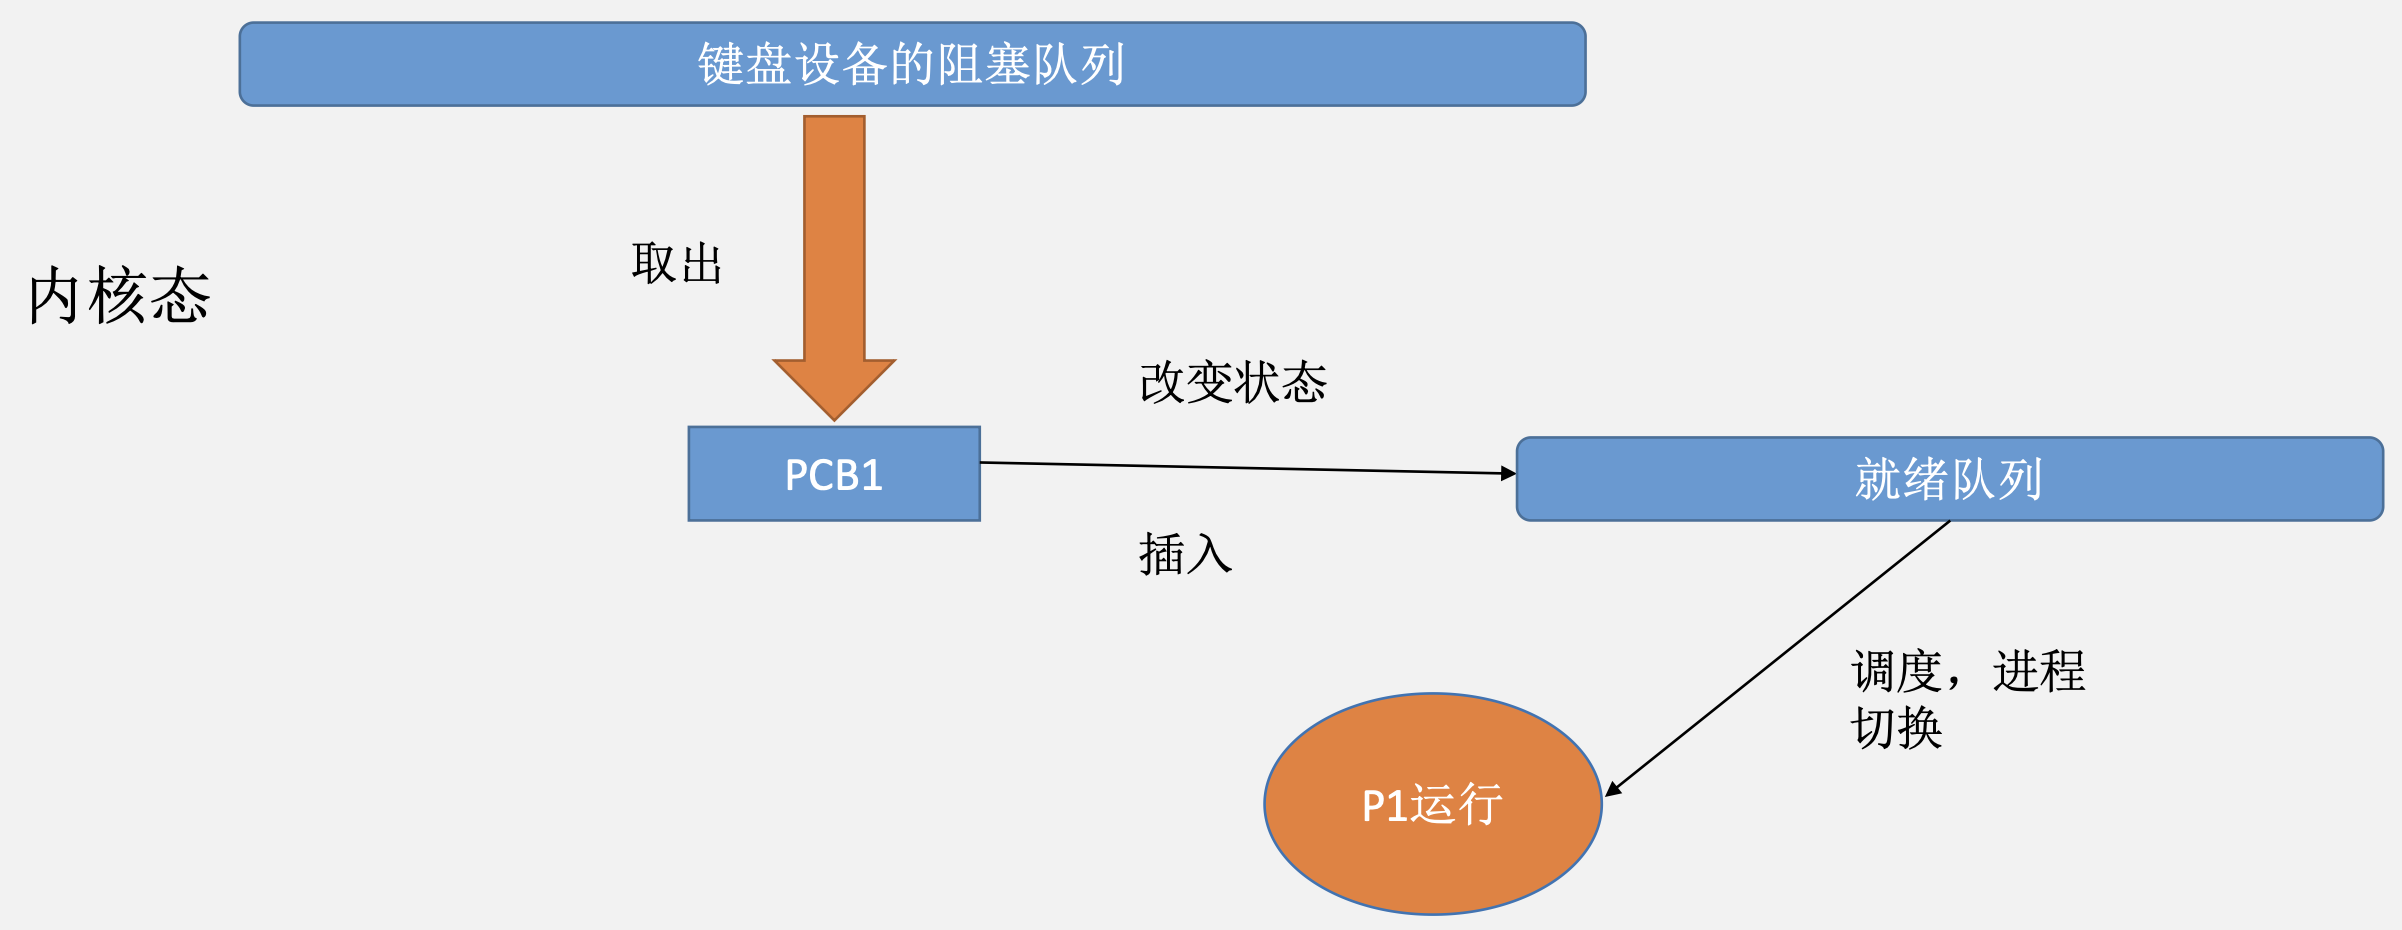 键盘设备的阻塞队列
取出
内核态
改变状态
PCB1
就绪队列
插入
调度，进程
切换
P1运行